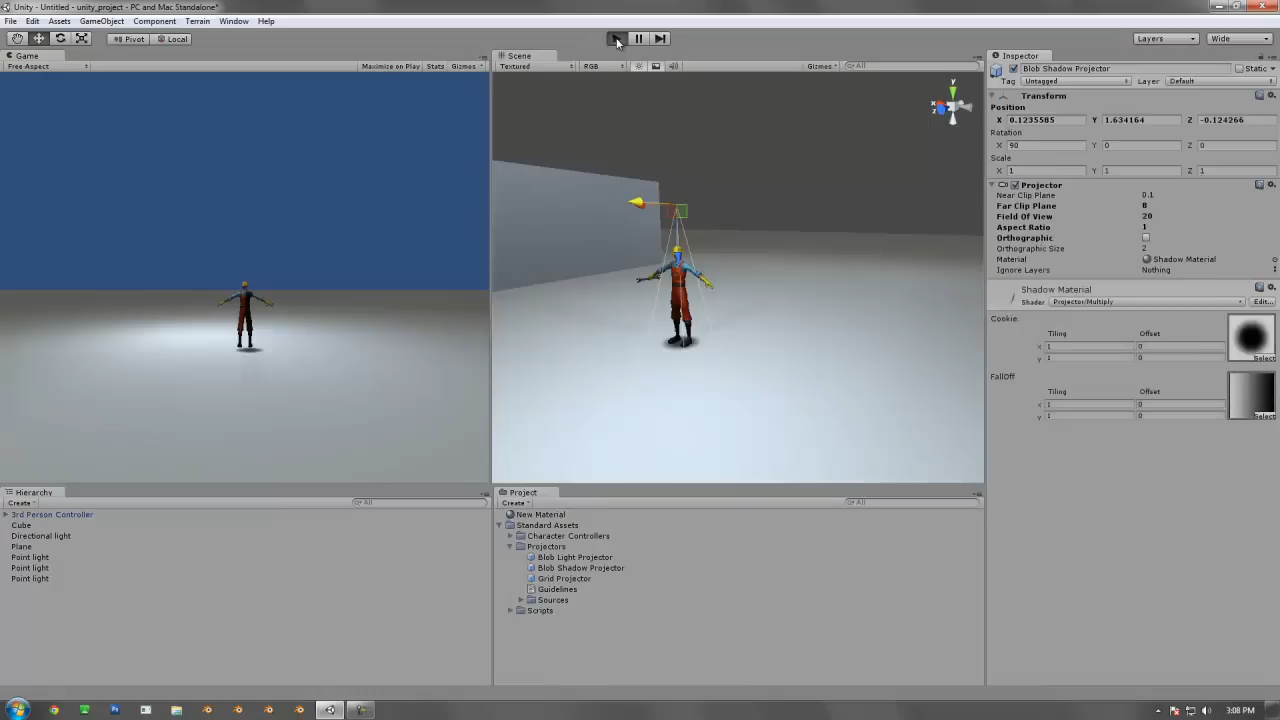 Unity - Untitled - unity_project - PC and Mac Standalone*
File Edit Assets GameObject Component Terrain Window Help
Pivot Local Layers Wide
Game Scene Inspector
Free Aspect Maximize on Play Stats Gizmos Textured RGB Gizmos All
Blob Shadow Projector Static
Tag Untagged Layer Default
Transform
Position
X 0.1235585 Y 1.634164 Z -0.124266
Rotation
X 90 Y 0 Z 0
Scale
X 1 Y 1 Z 1
Projector
Near Clip Plane 0.1
Far Clip Plane 8
Field Of View 20
Aspect Ratio 1
Orthographic
Orthographic Size 2
Material Shadow Material
Ignore Layers Nothing
Shadow Material
Shader Projector/Multiply Edit...
Cookie
Tiling Offset
x 1 0
y 1 0
Select
FallOff
Tiling Offset
x 1 0
y 1 0
Select
y
x
z
Hierarchy
Create All
3rd Person Controller
Cube
Directional light
Plane
Point light
Point light
Point light
Project
Create All
New Material
Standard Assets
Character Controllers
Projectors
Blob Light Projector
Blob Shadow Projector
Grid Projector
Guidelines
Sources
Scripts
3:08 PM